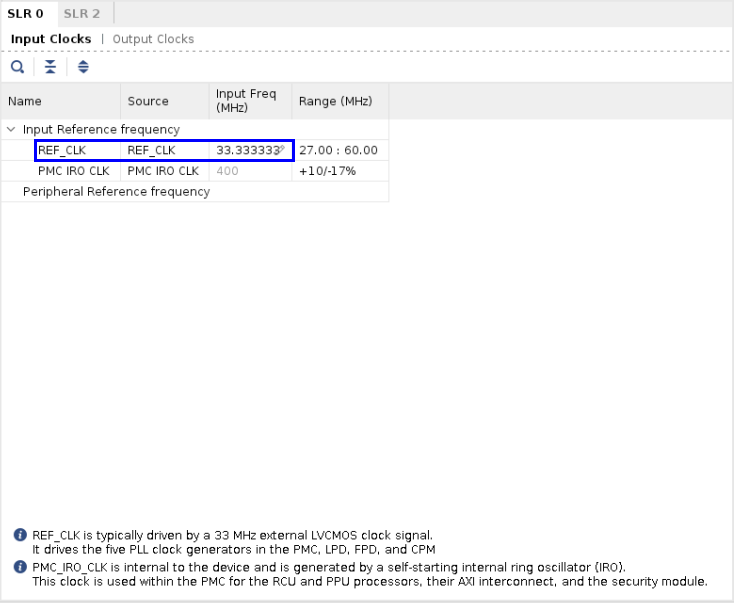 SLR 0 SLR 2
Input Clocks | Output Clocks
Name Source Input Freq (MHz) Range (MHz)
Input Reference frequency
REF_CLK REF_CLK 33.333333 27.00 : 60.00
PMC IRO CLK PMC IRO CLK 400 +10/-17%
Peripheral Reference frequency
REF_CLK is typically driven by a 33 MHz external LVCMOS clock signal.
It drives the five PLL clock generators in the PMC, LPD, FPD, and CPM
PMC_IRO_CLK is internal to the device and is generated by a self-starting internal ring oscillator (IRO).
This clock is used within the PMC for the RCU and PPU processors, their AXI interconnect, and the security module.